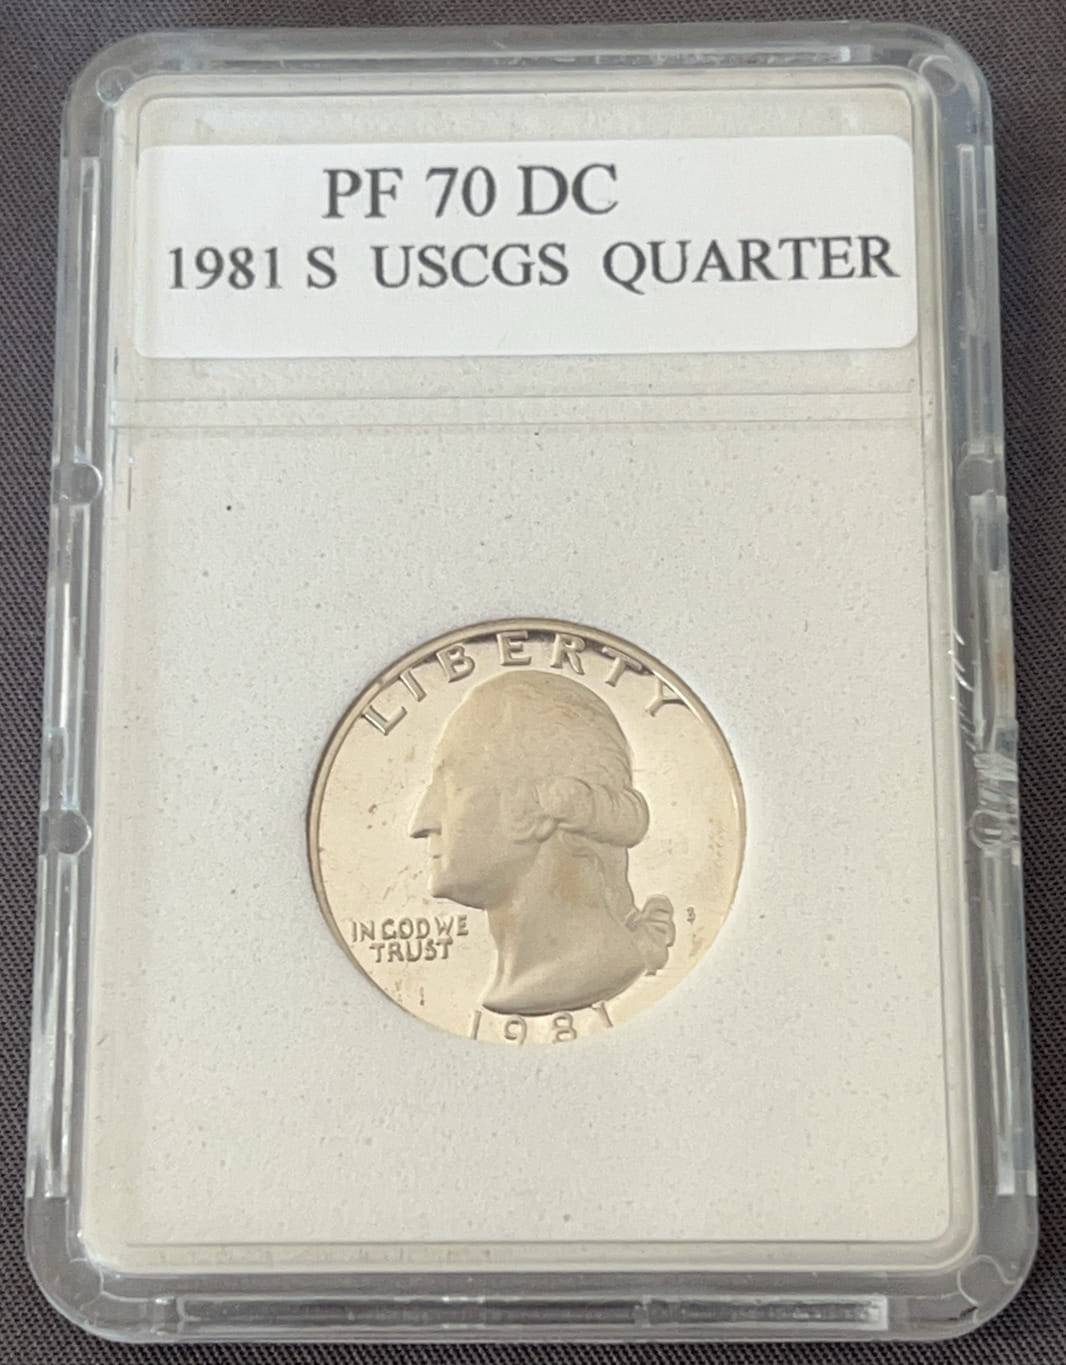 PF 70 DC
1981 S USCGS QUARTER
LIBERTY
IN GOD WE
TRUST
S
1981